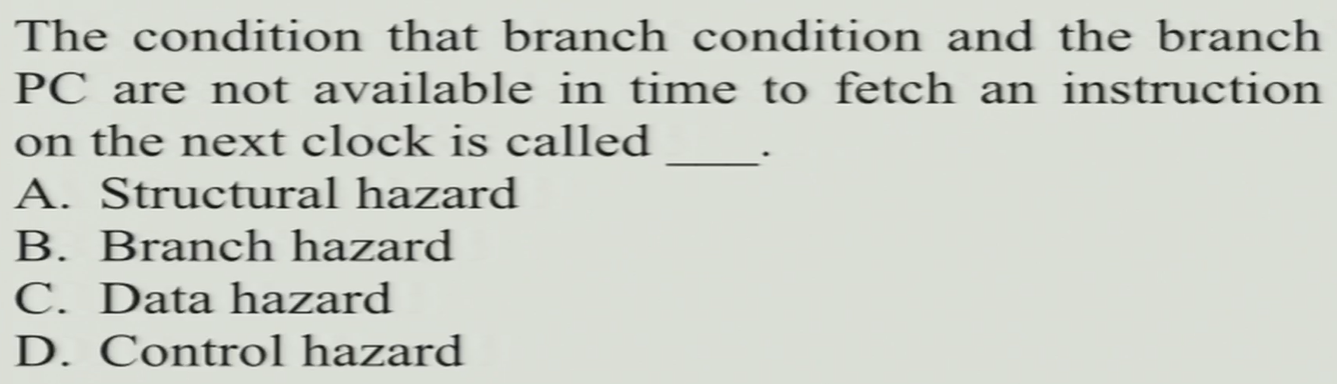 The condition that branch condition and the branch
PC are not available in time to fetch an instruction
on the next clock is called ____.
A. Structural hazard
B. Branch hazard
C. Data hazard
D. Control hazard